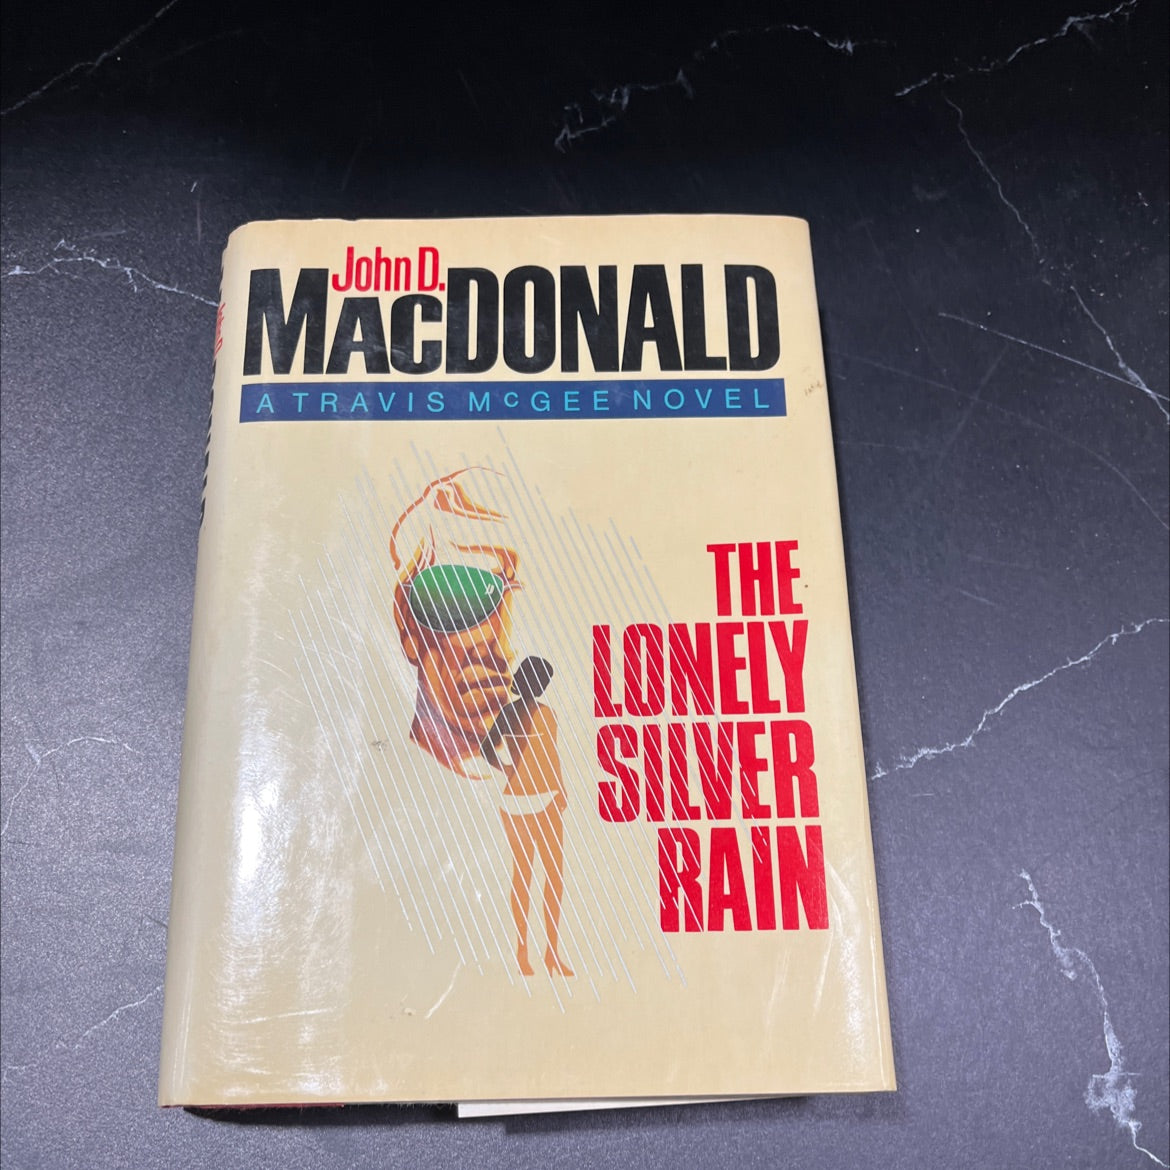 John D.
MACDONALD
A TRAVIS McGEE NOVEL
THE
LONELY
SILVER
RAIN